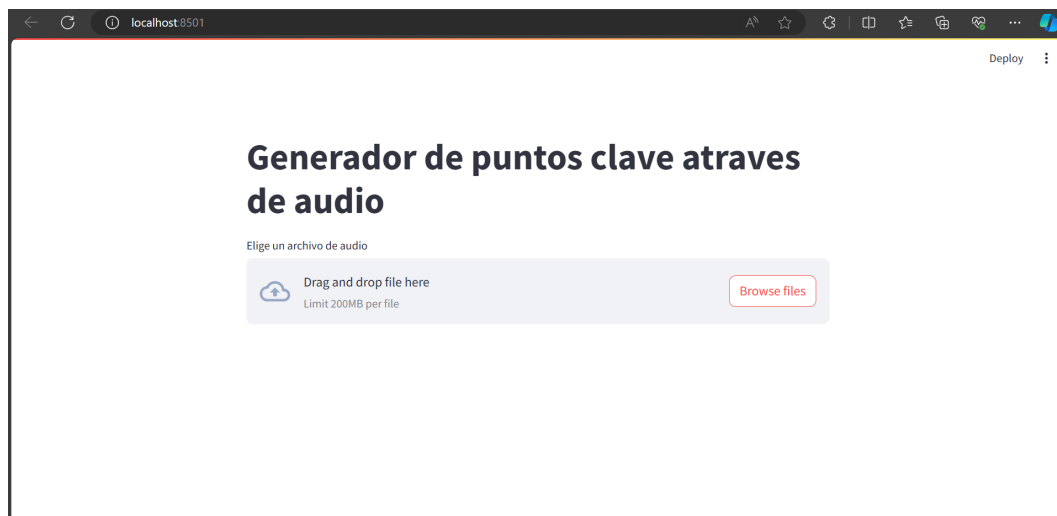 localhost:8501
Deploy
Generador de puntos clave atraves
de audio
Elige un archivo de audio
Drag and drop file here
Limit 200MB per file
Browse files